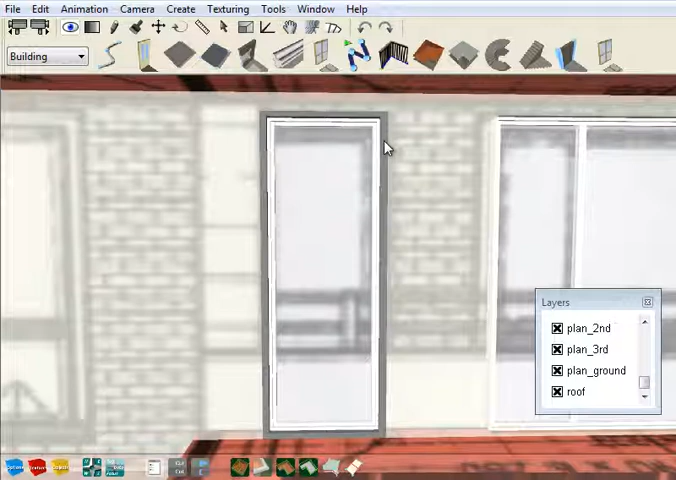 File Edit Animation Camera Create Texturing Tools Window Help
Building
Layers
plan_2nd
plan_3rd
plan_ground
roof